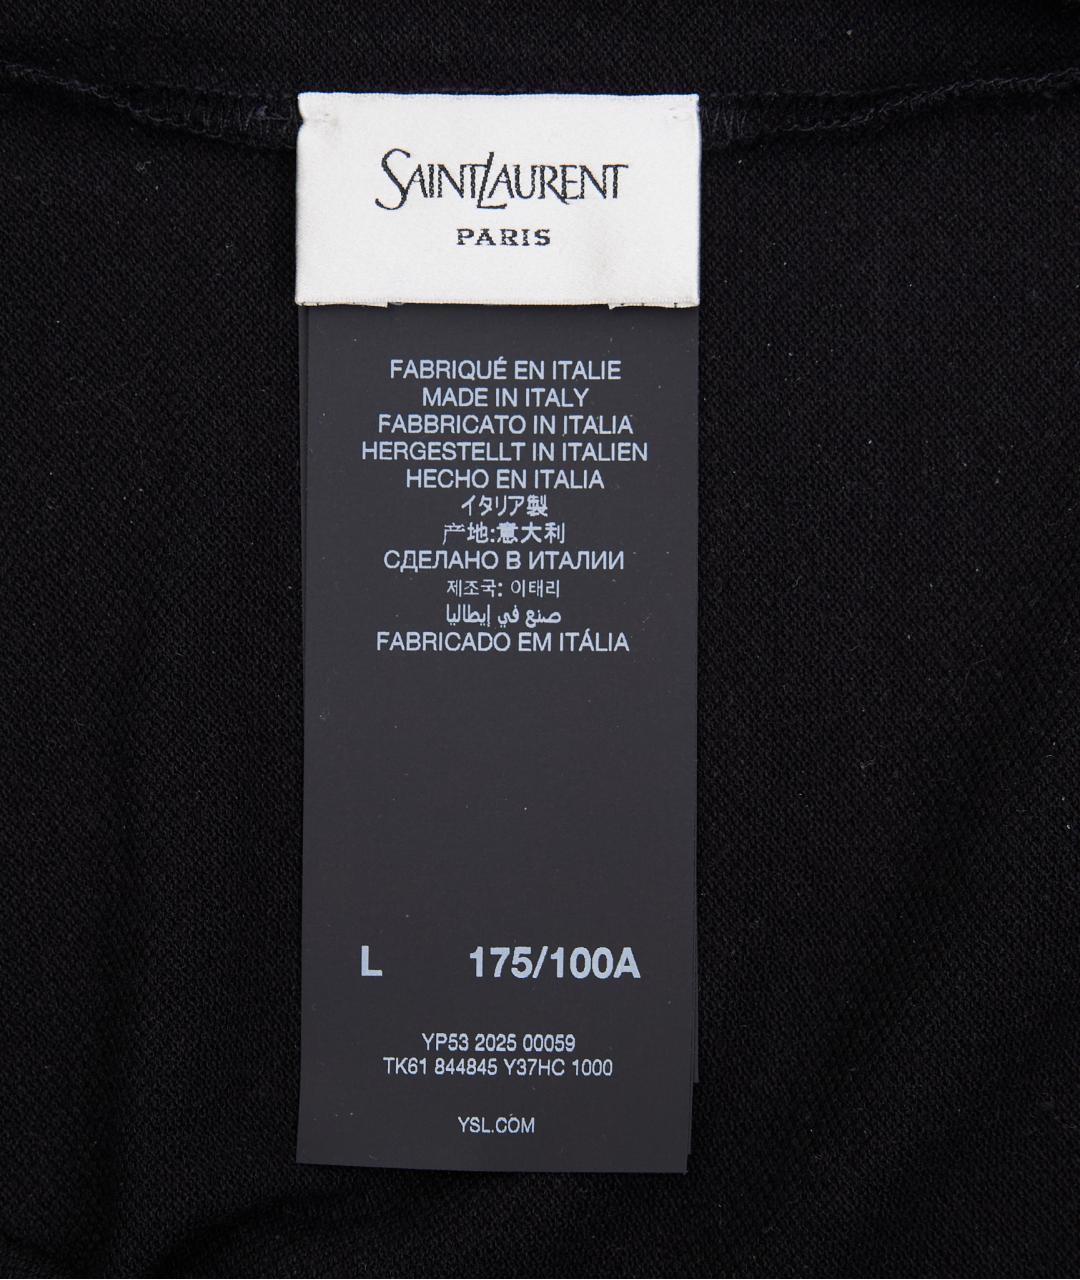 SAINT LAURENT
PARIS
FABRIQUÉ EN ITALIE
MADE IN ITALY
FABBRICATO IN ITALIA
HERGESTELLT IN ITALIEN
HECHO EN ITALIA
イタリア製
产地:意大利
СДЕЛАНО В ИТАЛИИ
제조국: 이태리
صنع في إيطاليا
FABRICADO EM ITÁLIA
L 175/100A
YP53 2025 00059
TK61 844845 Y37HC 1000
YSL.COM